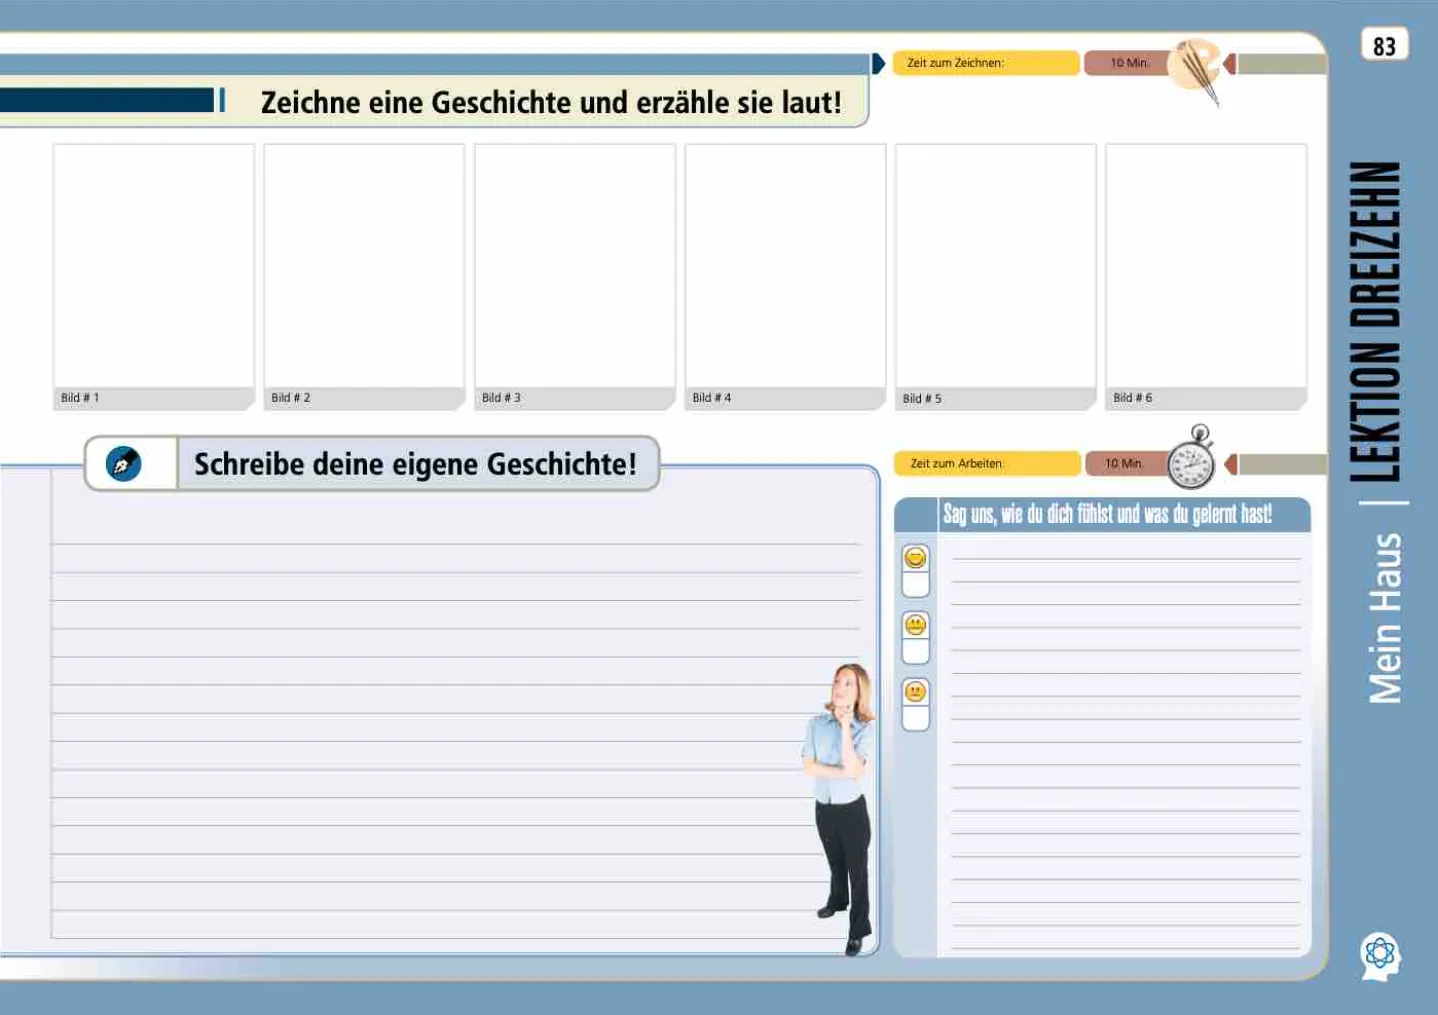 83
Zeit zum Zeichnen:
10 Min.
Zeichne eine Geschichte und erzähle sie laut!
Bild # 1
Bild # 2
Bild # 3
Bild # 4
Bild # 5
Bild # 6
Schreibe deine eigene Geschichte!
Zeit zum Arbeiten:
10 Min.
Sag uns, wie du dich fühlst und was du gelernt hast!
Mein Haus | LEKTION DREIZEHN